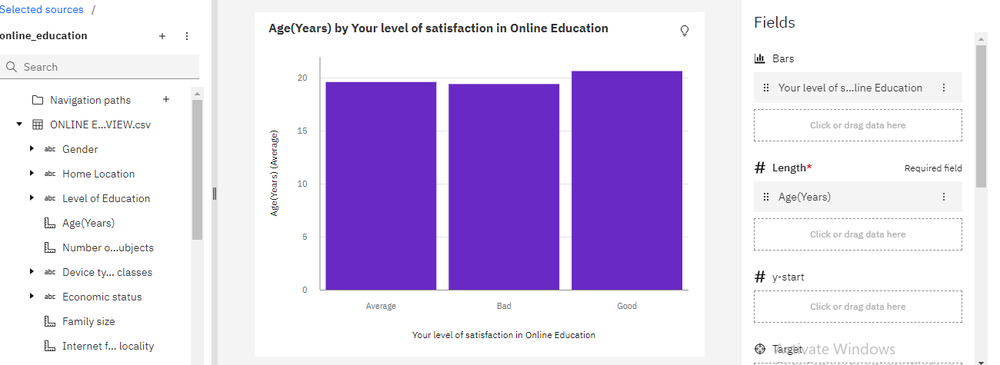 Selected sources /
online_education
Search
Navigation paths
ONLINE E...VIEW.csv
abc Gender
abc Home Location
abc Level of Education
Age(Years)
Number o...ubjects
abc Device ty... classes
abc Economic status
Family size
Internet f... locality
Age(Years) by Your level of satisfaction in Online Education
Age(Years) (Average)
20
15
10
5
0
Average Bad Good
Your level of satisfaction in Online Education
Fields
Bars
Your level of s...line Education
Click or drag data here
# Length* Required field
Age(Years)
Click or drag data here
# y-start
Click or drag data here
Target
Activate Windows